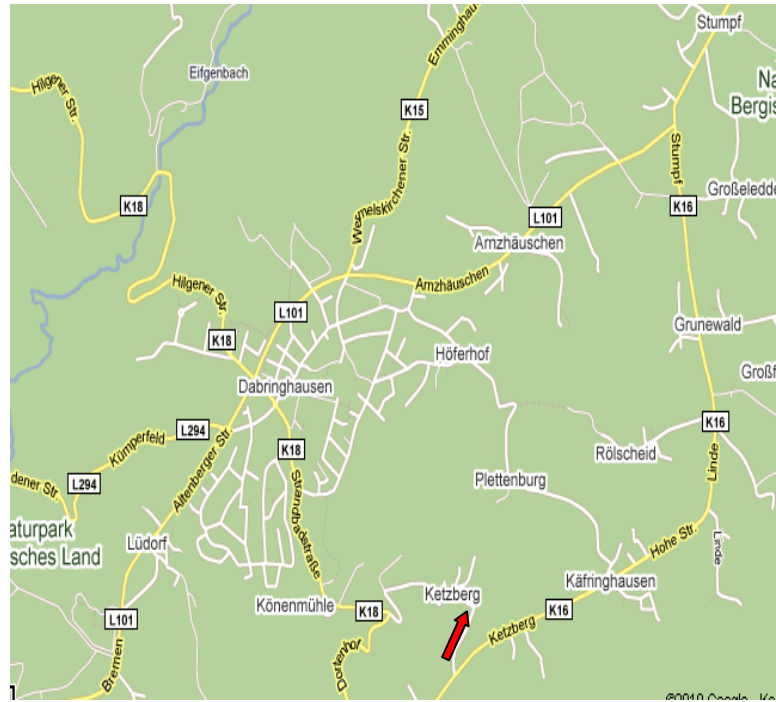 Stumpf
Emminghau
Eifgenbach
Na
Bergis
Hilgener Str.
K15
Stumpf
Wermelskirchener Str.
K18
Großeledde
K16
L101
Arnzhäuschen
Arnzhäuschen
Hilgener Str.
L101
Grunewald
K18
Höferhof
Großf
Dabringhausen
K16
L294
Kümperfeld
Altenberger Str.
K18
Rölscheid
Linde
L294
dener Str.
Strandbadstraße
Plettenburg
aturpark
sches Land
Lüdorf
Hohe Str.
Linde
Käfringhausen
Ketzberg
Könenmühle
K18
K16
L101
Ketzberg
Bremen
Dortenhof
©2010 Google - Ka